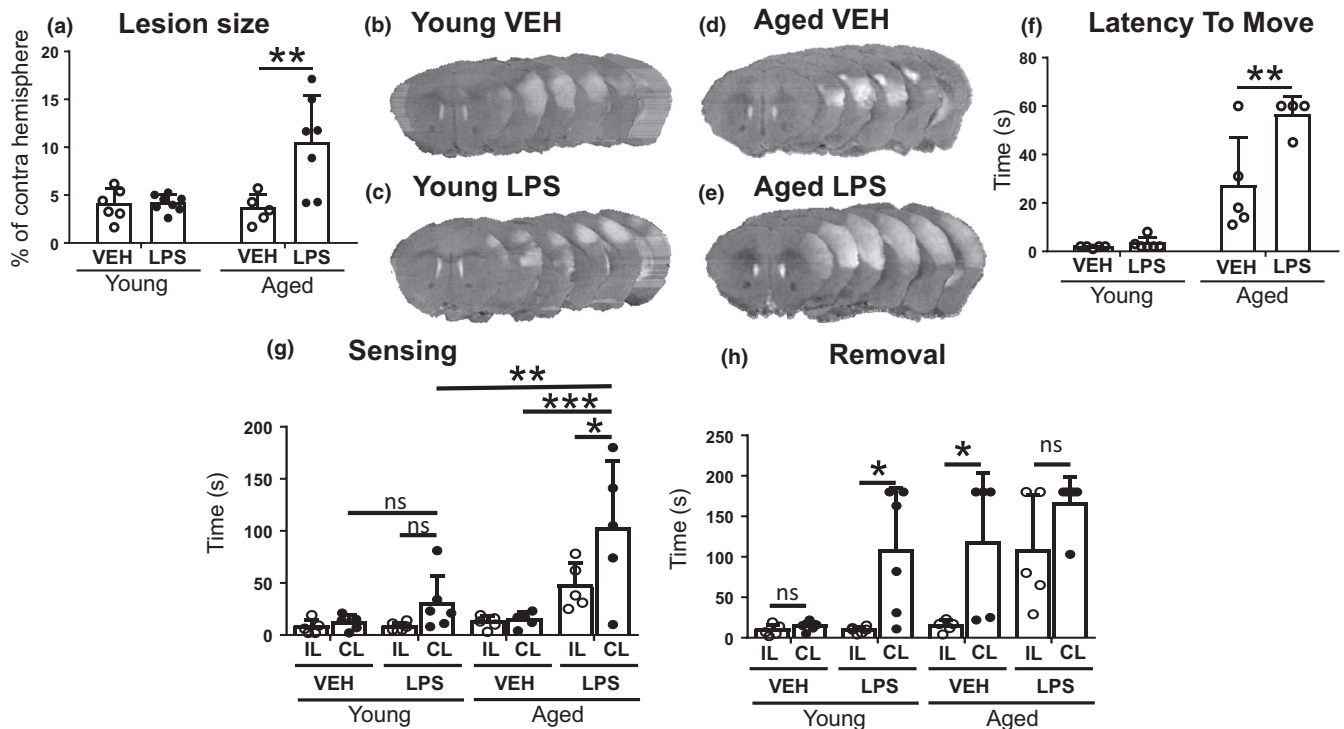 (a) Lesion size
% of contra hemisphere
20
15
10
5
0
**
VEH LPS VEH LPS
Young Aged
(b) Young VEH
(c) Young LPS
(d) Aged VEH
(e) Aged LPS
(f) Latency To Move
Time (s)
80
60
40
20
0
**
VEH LPS VEH LPS
Young Aged
(g) Sensing
Time (s)
200
150
100
50
0
**
***
*
ns
ns
IL CL IL CL IL CL IL CL
VEH LPS VEH LPS
Young Aged
(h) Removal
Time (s)
250
200
150
100
50
0
ns
*
*
ns
IL CL IL CL IL CL IL CL
VEH LPS VEH LPS
Young Aged